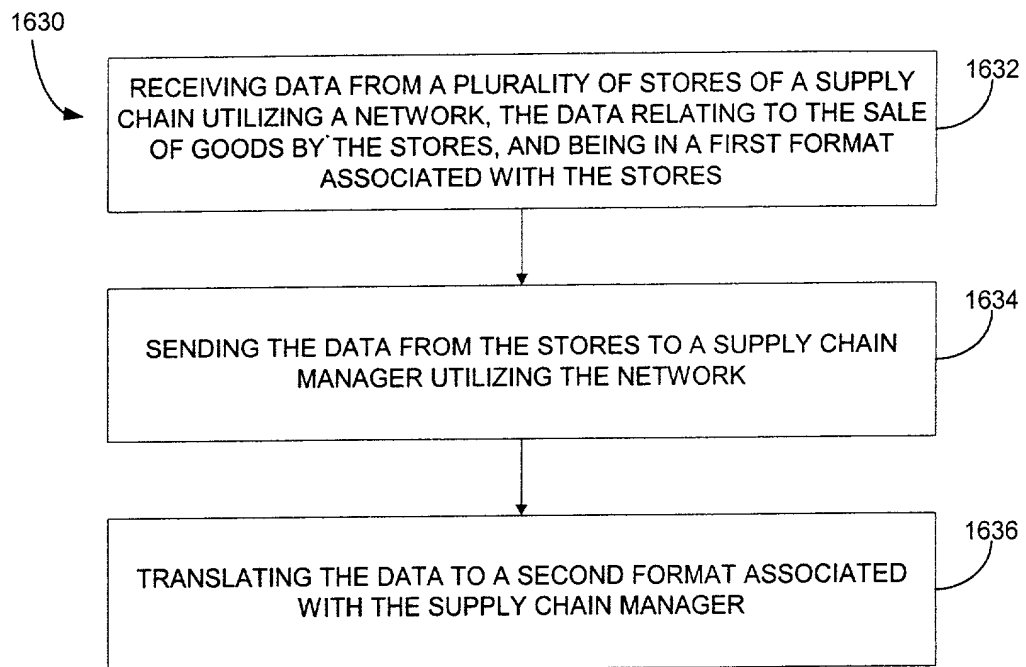 1630
1632
RECEIVING DATA FROM A PLURALITY OF STORES OF A SUPPLY
CHAIN UTILIZING A NETWORK, THE DATA RELATING TO THE SALE
OF GOODS BY THE STORES, AND BEING IN A FIRST FORMAT
ASSOCIATED WITH THE STORES
1634
SENDING THE DATA FROM THE STORES TO A SUPPLY CHAIN
MANAGER UTILIZING THE NETWORK
1636
TRANSLATING THE DATA TO A SECOND FORMAT ASSOCIATED
WITH THE SUPPLY CHAIN MANAGER